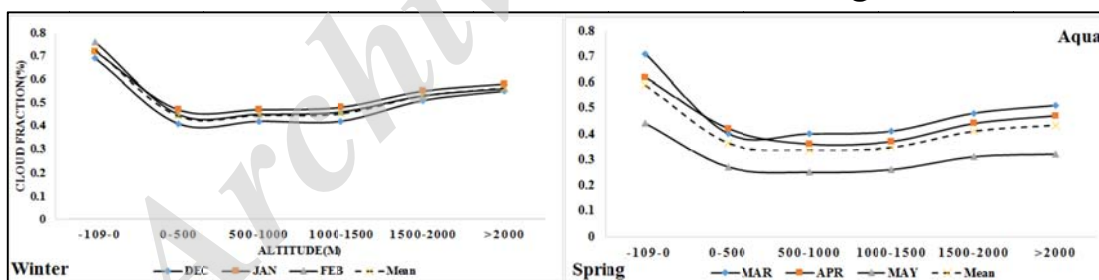 Archiv
0.8
0.7
0.6
0.5
0.4
0.3
0.2
0.1
0
CLOUD FRACTION(%)
-109-0 0-500 500-1000 1000-1500 1500-2000 >2000
ALTITUDE(M)
Winter
DEC JAN FEB Mean
Aqua
0.8
0.7
0.6
0.5
0.4
0.3
0.2
0.1
0
-109-0 0-500 500-1000 1000-1500 1500-2000 >2000
Spring
MAR APR MAY Mean